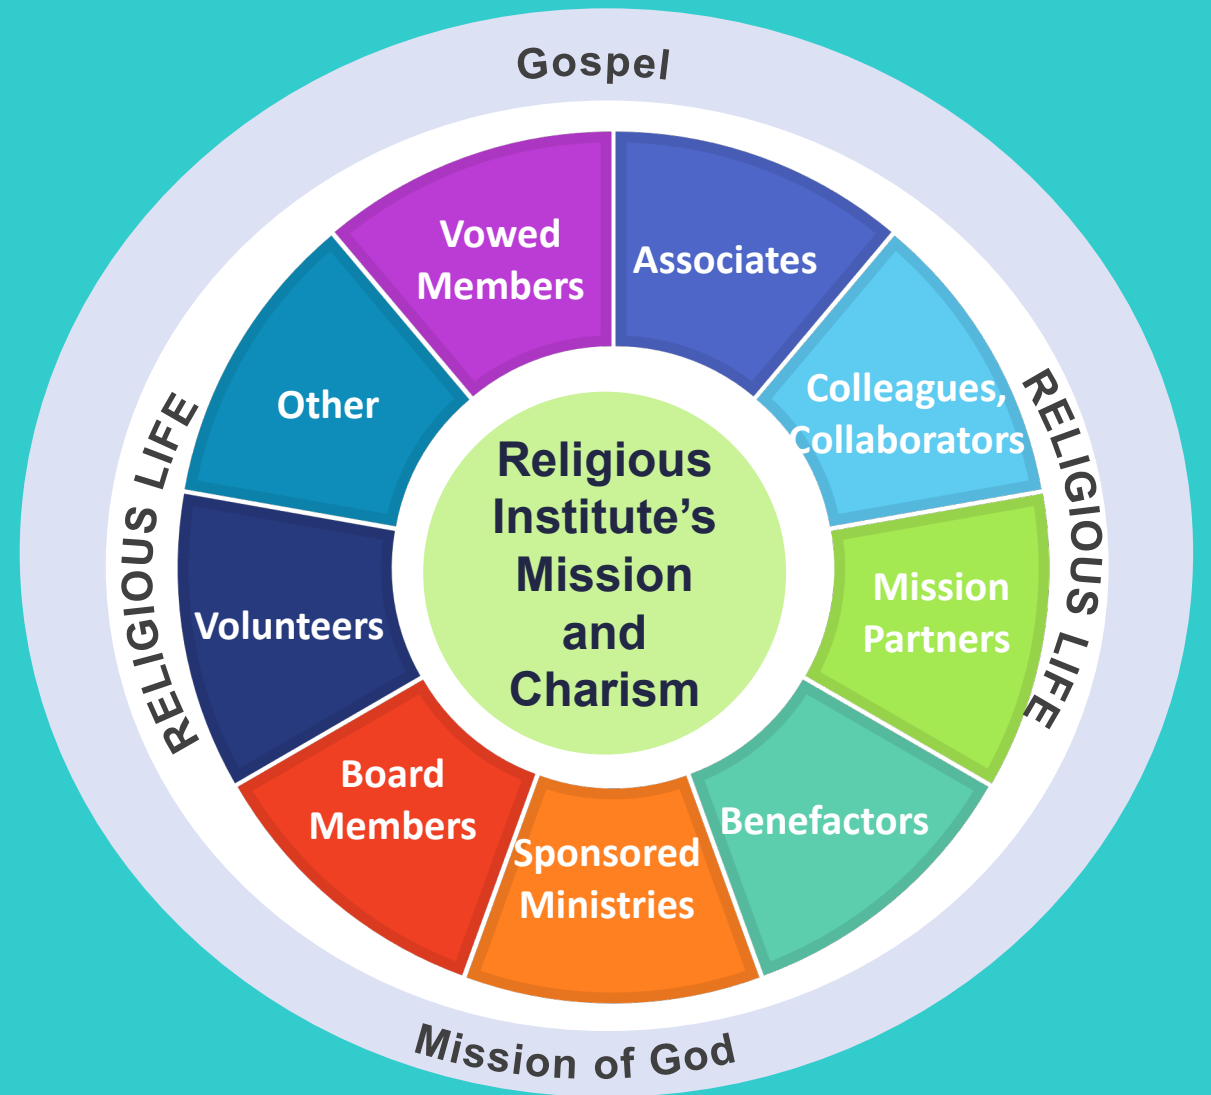 Gospel
Vowed
Members
Associates
Other
Colleagues,
Collaborators
RELIGIOUS LIFE
RELIGIOUS LIFE
Religious
Institute’s
Mission
and
Charism
Volunteers
Mission
Partners
Board
Members
Benefactors
Sponsored
Ministries
Mission of God